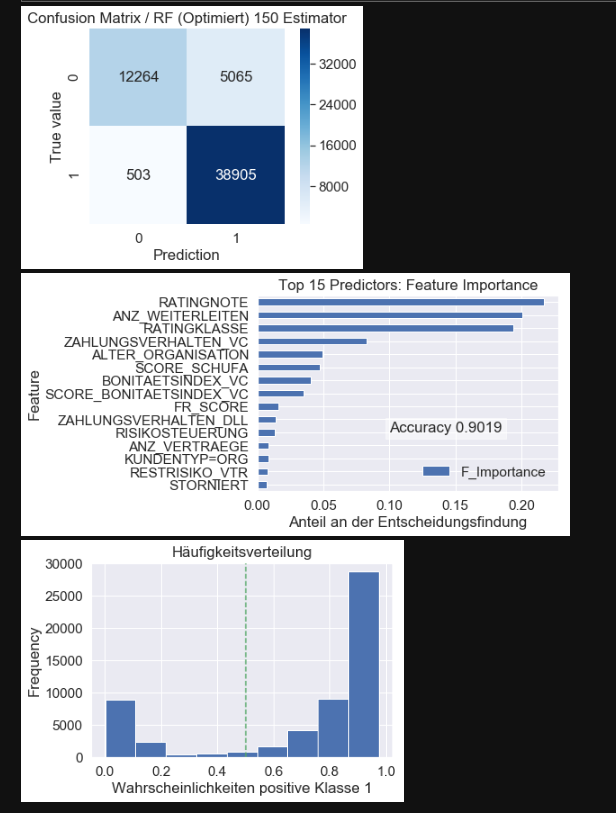 Confusion Matrix / RF (Optimiert) 150 Estimator
True value
0
12264
5065
1
503
38905
32000
24000
16000
8000
0
1
Prediction
Top 15 Predictors: Feature Importance
Feature
RATINGNOTE
ANZ_WEITERLEITEN
RATINGKLASSE
ZAHLUNGSVERHALTEN_VC
ALTER_ORGANISATION
SCORE_SCHUFA
BONITAETSINDEX_VC
SCORE_BONITAETSINDEX_VC
FR_SCORE
ZAHLUNGSVERHALTEN_DLL
RISIKOSTEUERUNG
ANZ_VERTRAEGE
KUNDENTYP=ORG
RESTRISIKO_VTR
STORNIERT
Accuracy 0.9019
F_Importance
0.00
0.05
0.10
0.15
0.20
Anteil an der Entscheidungsfindung
Häufigkeitsverteilung
Frequency
30000
25000
20000
15000
10000
5000
0
0.0
0.2
0.4
0.6
0.8
1.0
Wahrscheinlichkeiten positive Klasse 1